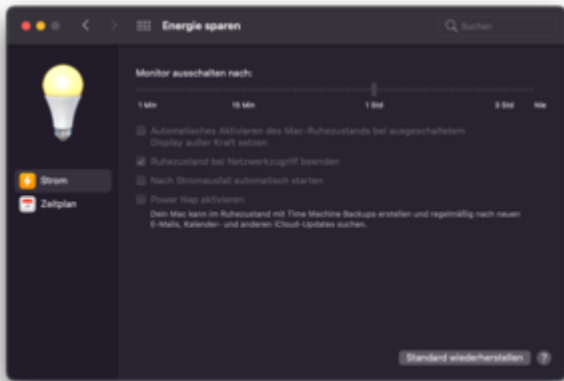 Energie sparen
Suchen
Monitor ausschalten nach:
1 Min 15 Min 1 Std 3 Std Nie
Automatisches Aktivieren des Mac-Ruhezustands bei ausgeschaltetem
Display außer Kraft setzen
Strom
Ruhezustand bei Netzwerkzugriff beenden
Nach Stromausfall automatisch starten
Zeitplan
Power Nap aktivieren
Dein Mac kann im Ruhezustand mit Time Machine Backups erstellen und regelmäßig nach neuen
E-Mails, Kalender- und anderen iCloud-Updates suchen.
Standard wiederherstellen ?